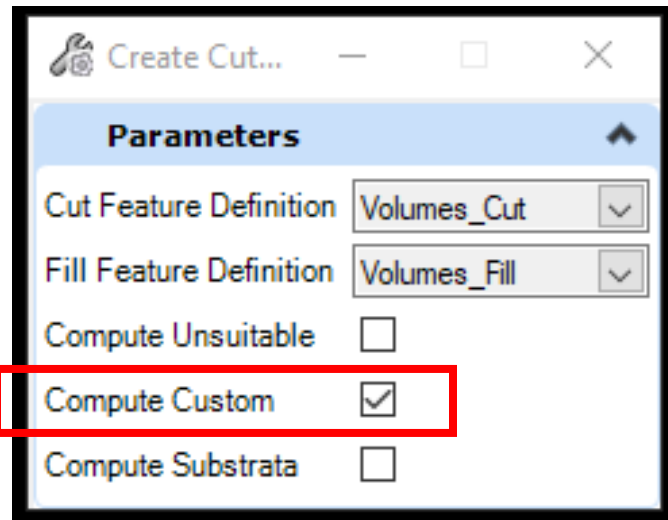 Create Cut...
Parameters
Cut Feature Definition Volumes_Cut
Fill Feature Definition Volumes_Fill
Compute Unsuitable
Compute Custom
Compute Substrata